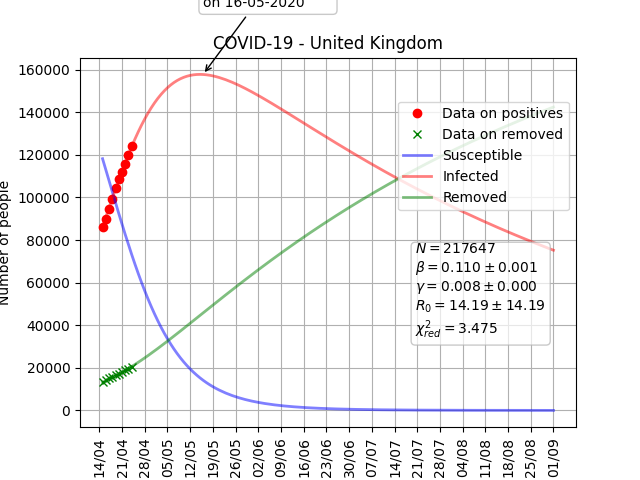 on 16-05-2020
COVID-19 - United Kingdom
Number of people
160000
140000
120000
100000
80000
60000
40000
20000
0
Data on positives
Data on removed
Susceptible
Infected
Removed
N = 217647
β = 0.110 ± 0.001
γ = 0.008 ± 0.000
R₀ = 14.19 ± 14.19
χ²red = 3.475
14/04
21/04
28/04
05/05
12/05
19/05
26/05
02/06
09/06
16/06
23/06
30/06
07/07
14/07
21/07
28/07
04/08
11/08
18/08
25/08
01/09